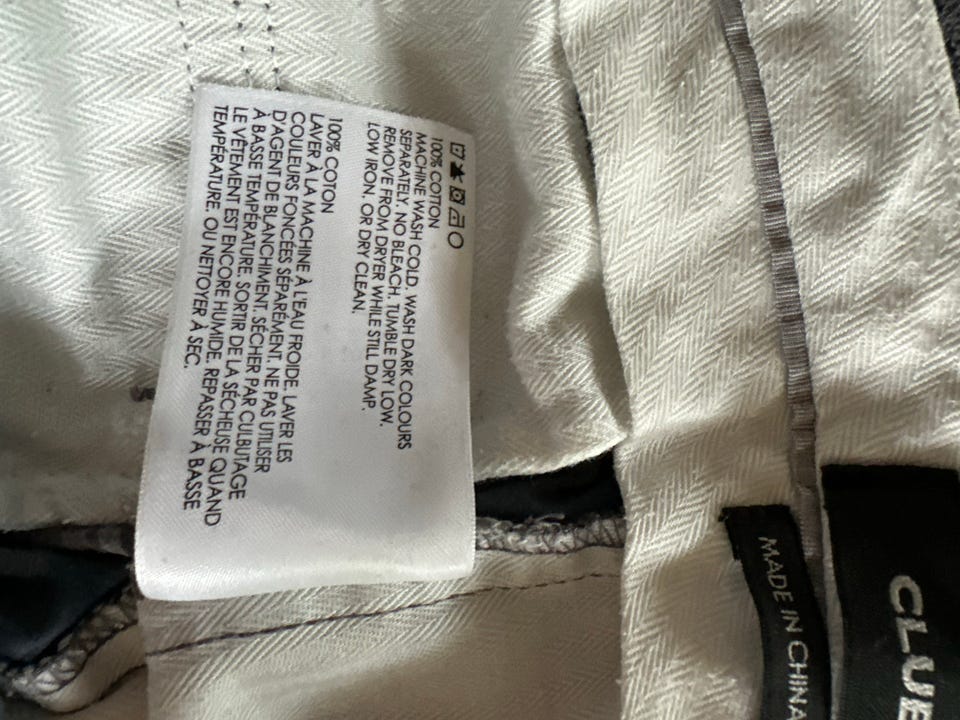 100% COTTON
MACHINE WASH COLD. WASH DARK COLOURS
SEPARATELY. NO BLEACH. TUMBLE DRY LOW.
REMOVE FROM DRYER WHILE STILL DAMP.
LOW IRON. OR DRY CLEAN.
100% COTON
LAVER À LA MACHINE À L'EAU FROIDE. LAVER LES
COULEURS FONCÉES SÉPARÉMENT. NE PAS UTILISER
D'AGENT DE BLANCHIMENT. SÉCHER PAR CULBUTAGE
À BASSE TEMPÉRATURE. SORTIR DE LA SÉCHEUSE QUAND
LE VÊTEMENT EST ENCORE HUMIDE. REPASSER À BASSE
TEMPÉRATURE. OU NETTOYER À SEC.
MADE IN CHINA